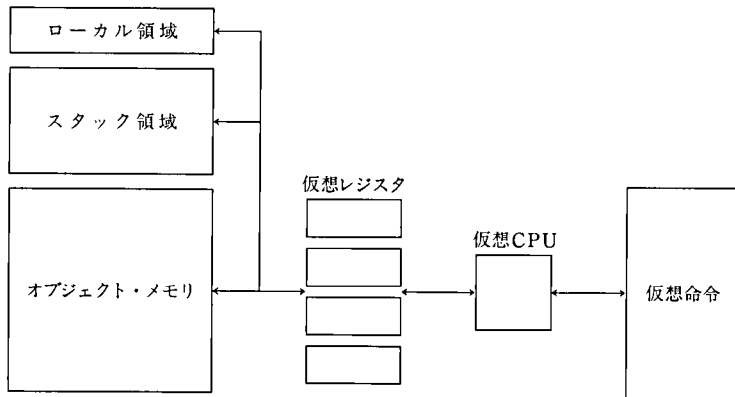 ローカル領域
スタック領域
仮想レジスタ
仮想CPU
オブジェクト・メモリ
仮想命令